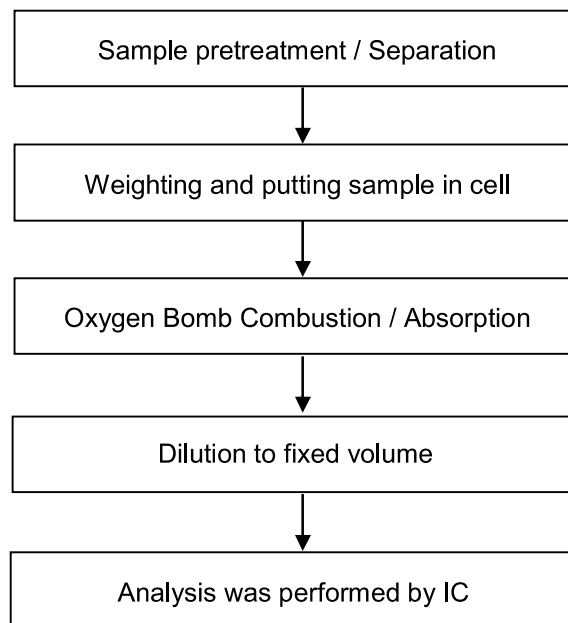 Sample pretreatment / Separation
Weighting and putting sample in cell
Oxygen Bomb Combustion / Absorption
Dilution to fixed volume
Analysis was performed by IC